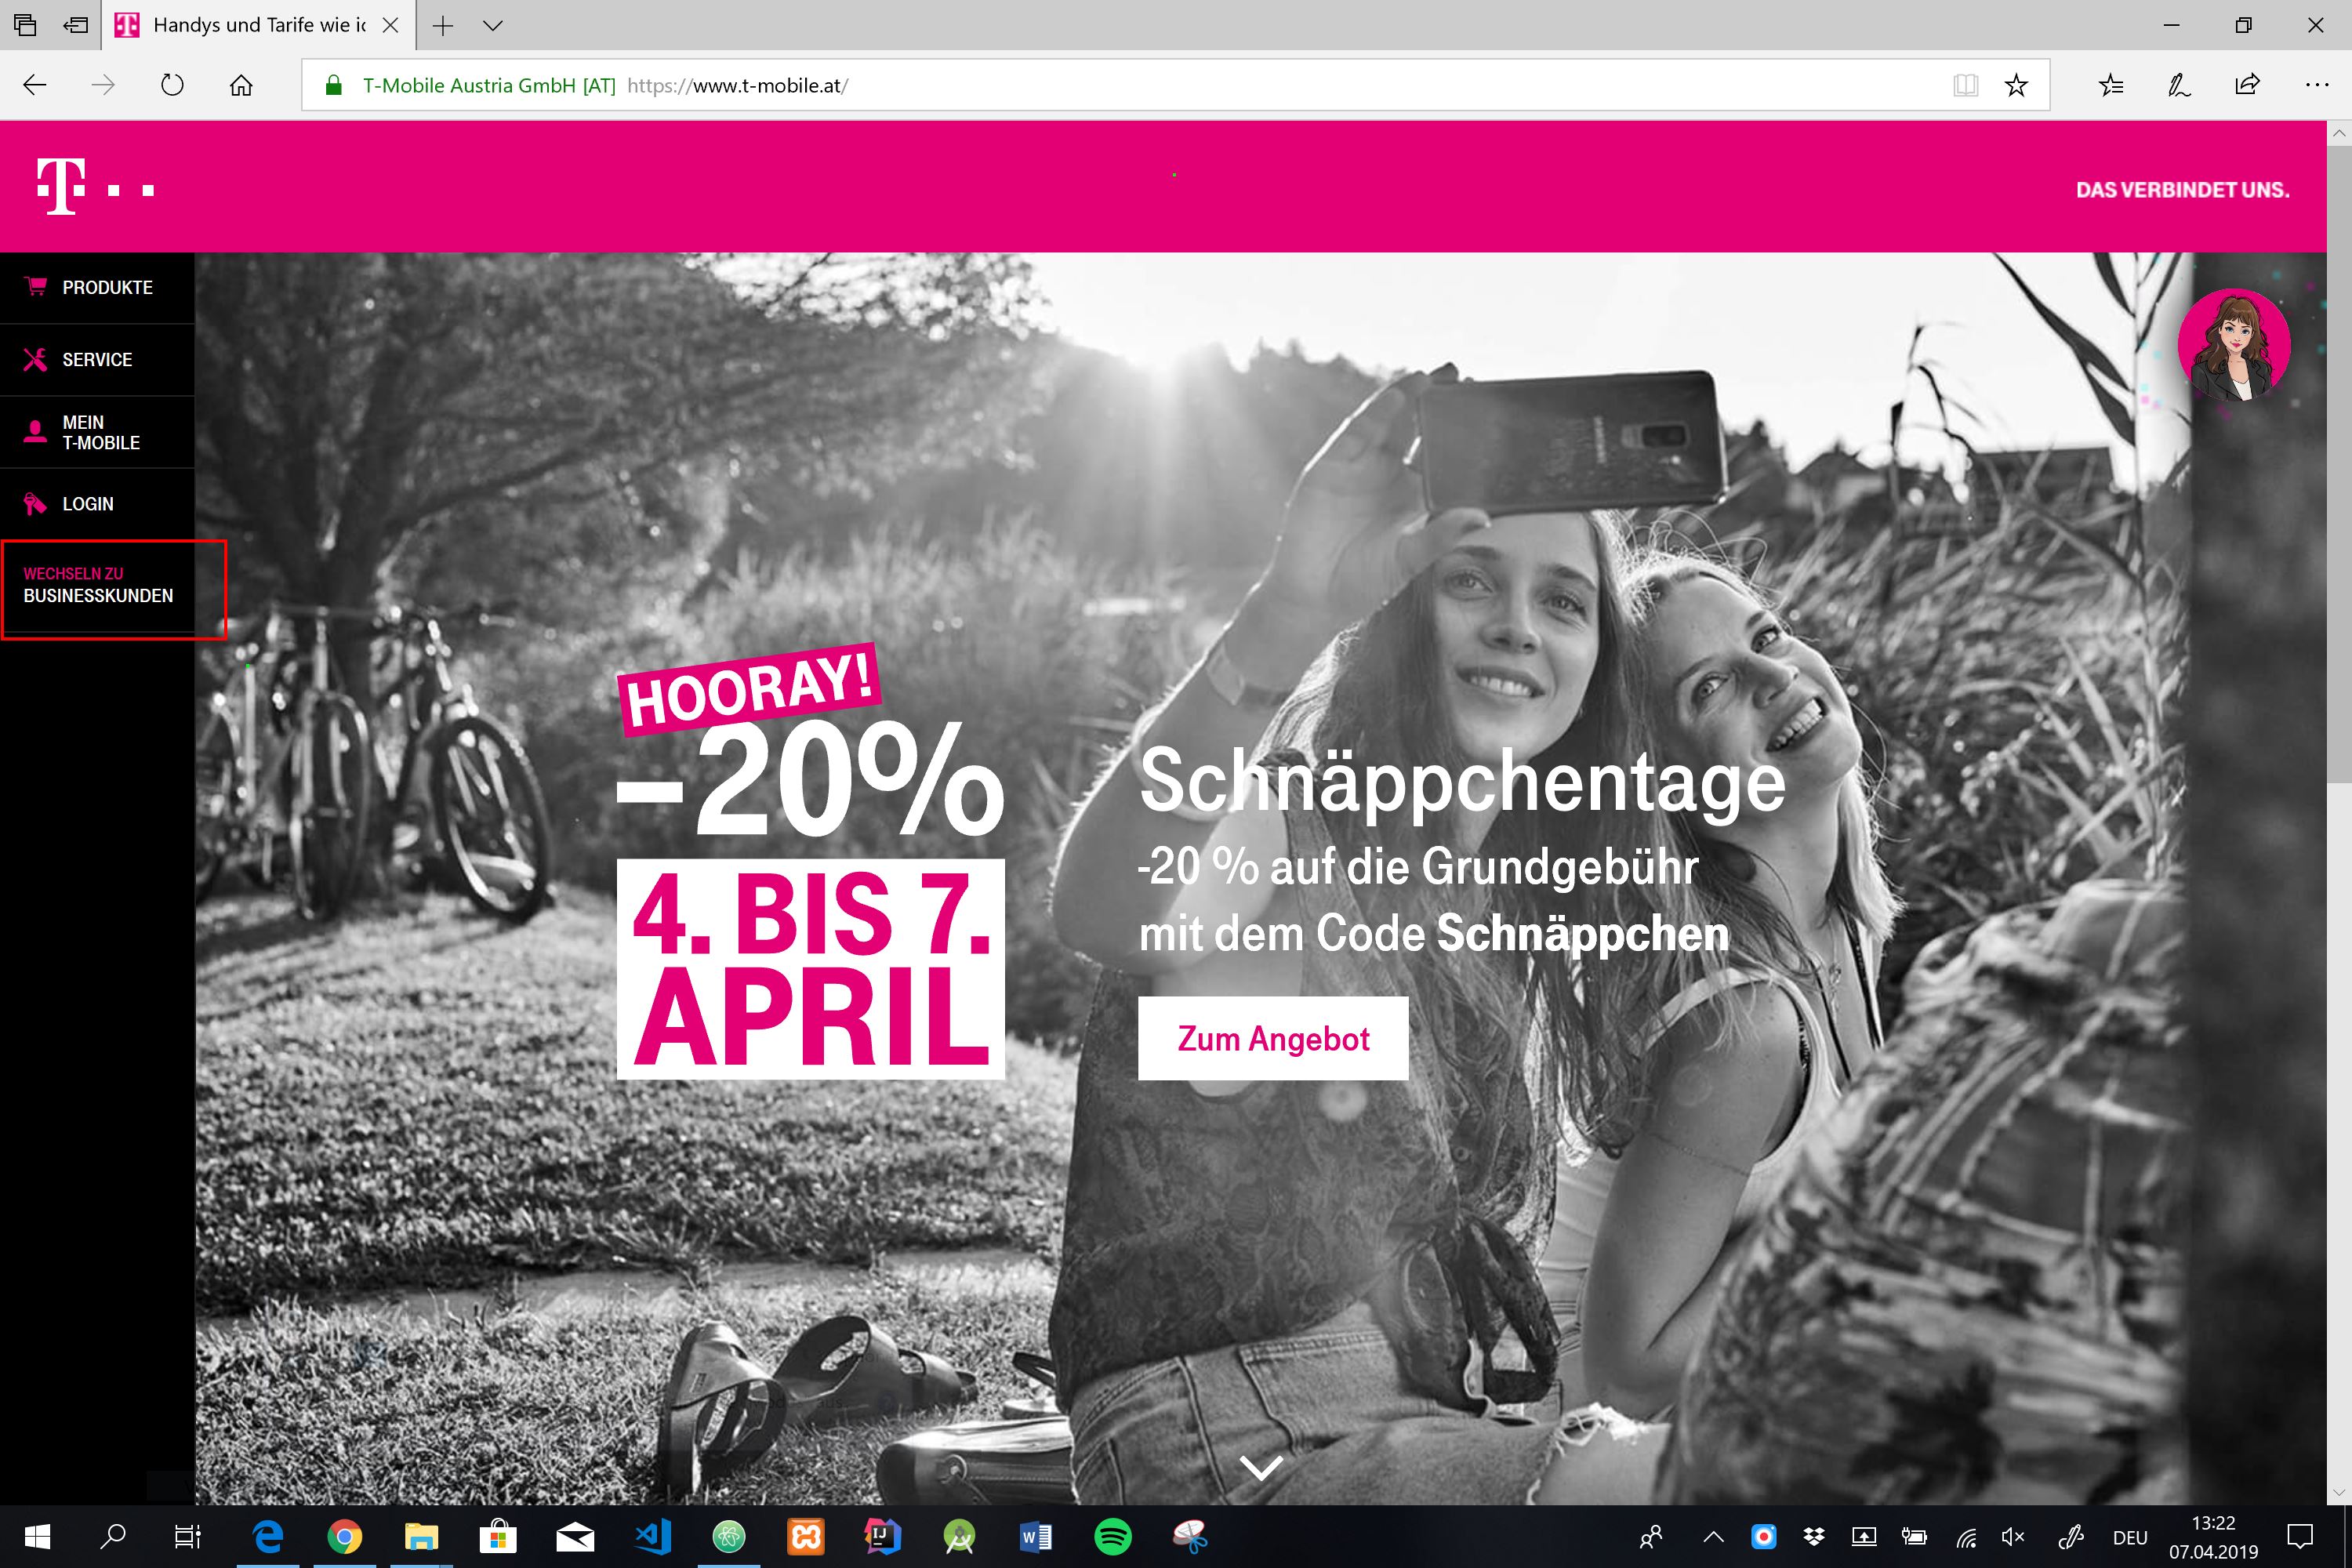 Handys und Tarife wie ic
T-Mobile Austria GmbH [AT] https://www.t-mobile.at/
T
DAS VERBINDET UNS.
PRODUKTE
SERVICE
MEIN
T-MOBILE
LOGIN
WECHSELN ZU
BUSINESSKUNDEN
HOORAY!
-20%
4. BIS 7.
APRIL
Schnäppchentage
-20 % auf die Grundgebühr
mit dem Code Schnäppchen
Zum Angebot
DEU
13:22
07.04.2019